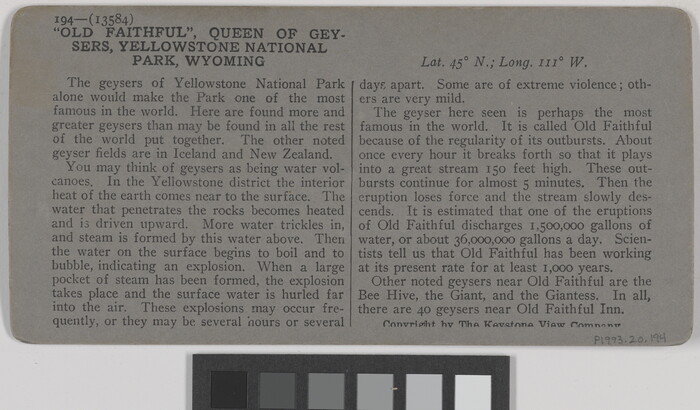 194—(13584)
"OLD FAITHFUL", QUEEN OF GEY-
SERS, YELLOWSTONE NATIONAL
PARK, WYOMING
The geysers of Yellowstone National Park
alone would make the Park one of the most
famous in the world. Here are found more and
greater geysers than may be found in all the rest
of the world put together. The other noted
geyser fields are in Iceland and New Zealand.
You may think of geysers as being water vol-
canoes. In the Yellowstone district the interior
heat of the earth comes near to the surface. The
water that penetrates the rocks becomes heated
and is driven upward. More water trickles in,
and steam is formed by this water above. Then
the water on the surface begins to boil and to
bubble, indicating an explosion. When a large
pocket of steam has been formed, the explosion
takes place and the surface water is hurled far
into the air. These explosions may occur fre-
quently, or they may be several hours or several
Lat. 45° N.; Long. 111° W.
days apart. Some are of extreme violence; oth-
ers are very mild.
The geyser here seen is perhaps the most
famous in the world. It is called Old Faithful
because of the regularity of its outbursts. About
once every hour it breaks forth so that it plays
into a great stream 150 feet high. These out-
bursts continue for almost 5 minutes. Then the
eruption loses force and the stream slowly des-
cends. It is estimated that one of the eruptions
of Old Faithful discharges 1,500,000 gallons of
water, or about 36,000,000 gallons a day. Scien-
tists tell us that Old Faithful has been working
at its present rate for at least 1,000 years.
Other noted geysers near Old Faithful are the
Bee Hive, the Giant, and the Giantess. In all,
there are 40 geysers near Old Faithful Inn.
Copyright by The Keystone View Company
P1993.20.194